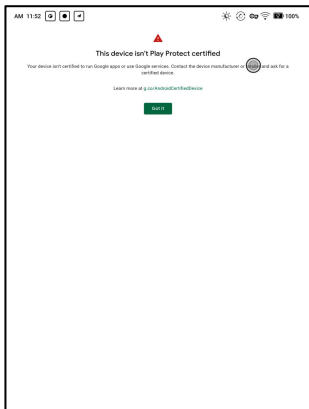 AM 11:52 100%
This device isn't Play Protect certified
Your device isn't certified to run Google apps or use Google services. Contact the device manufacturer or and ask for a
certified device.
Learn more at g.co/AndroidCertifiedDevice
Got it